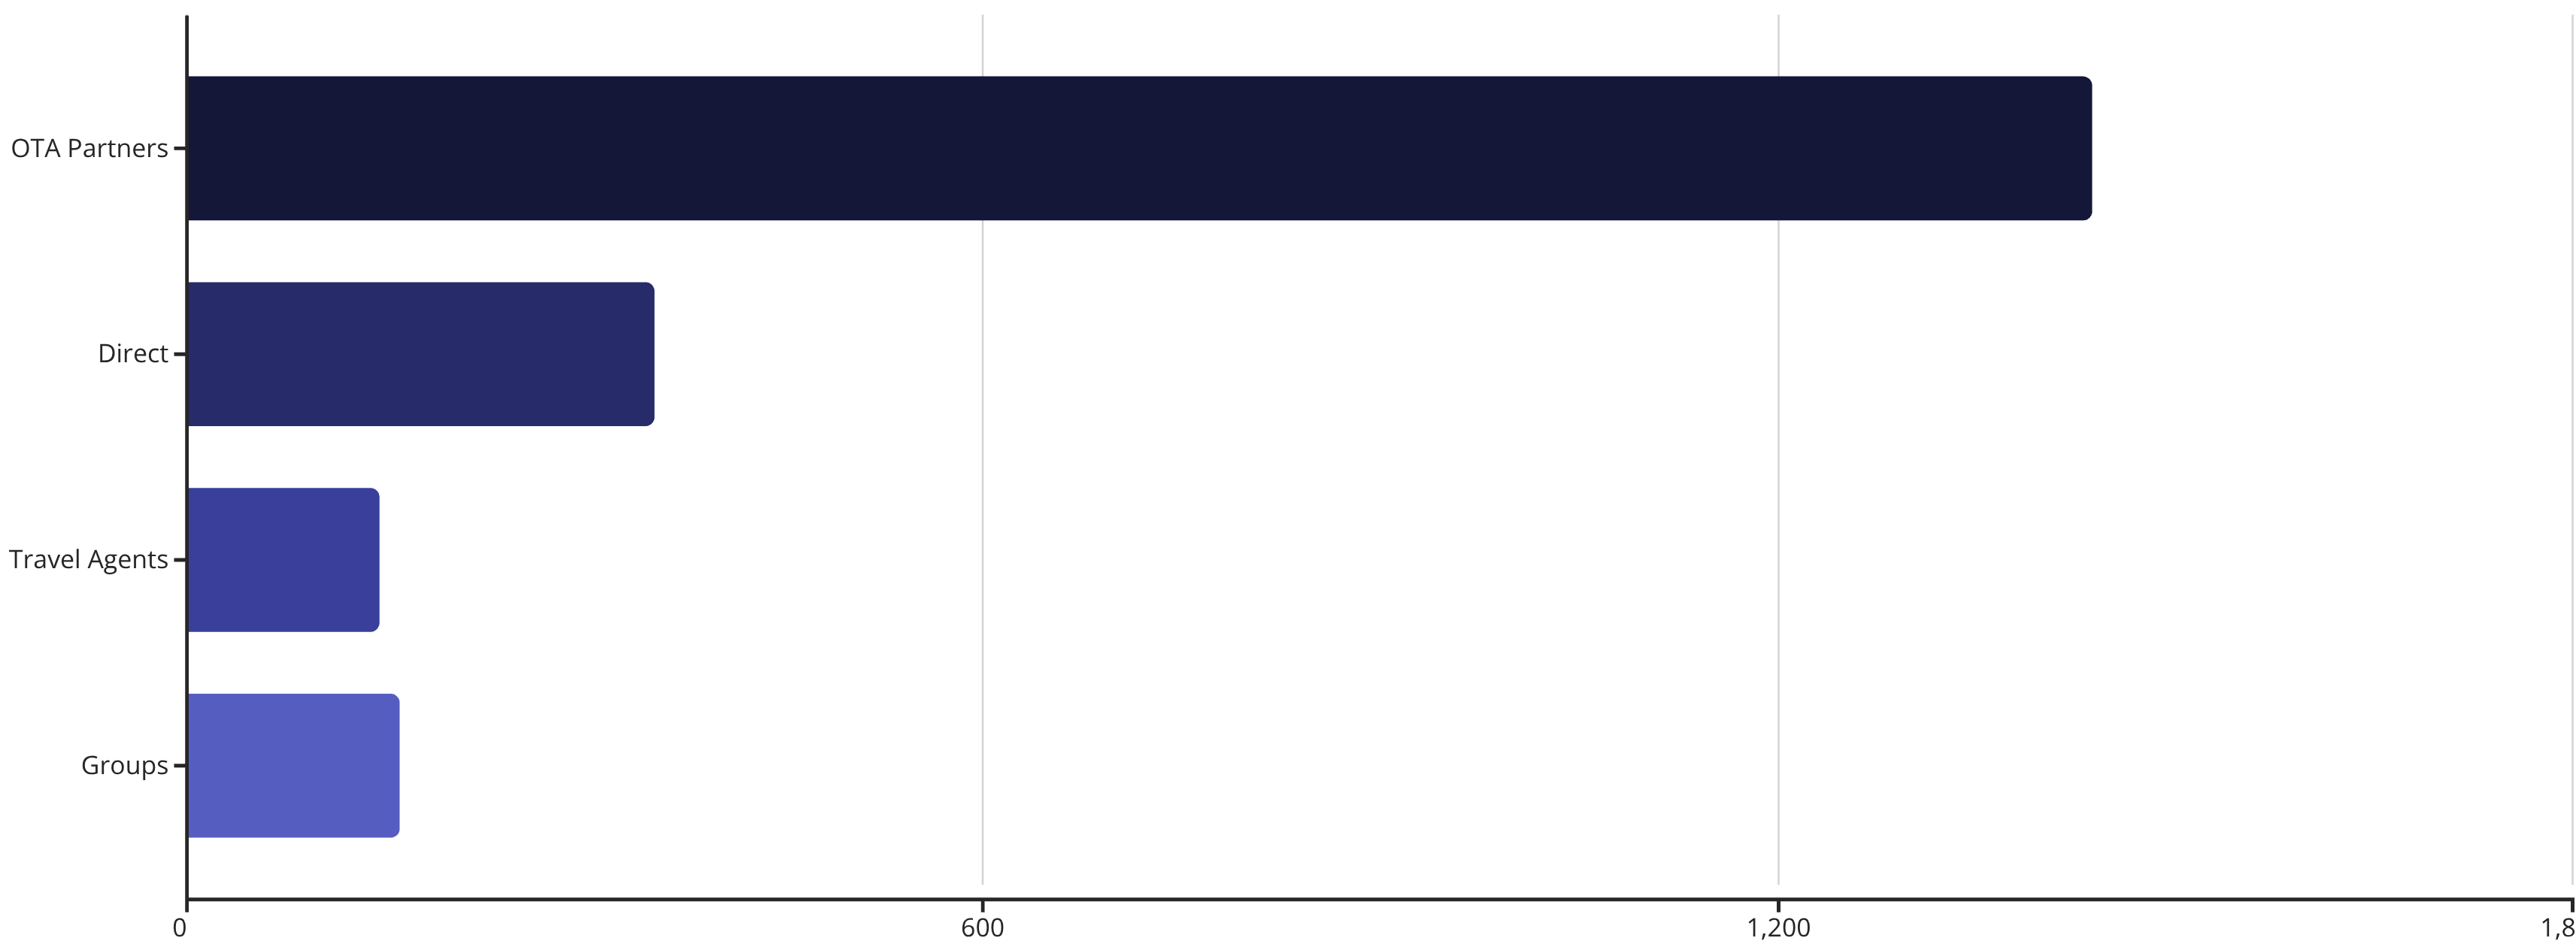 OTA Partners
Direct
Travel Agents
Groups
0 600 1,200 1,8